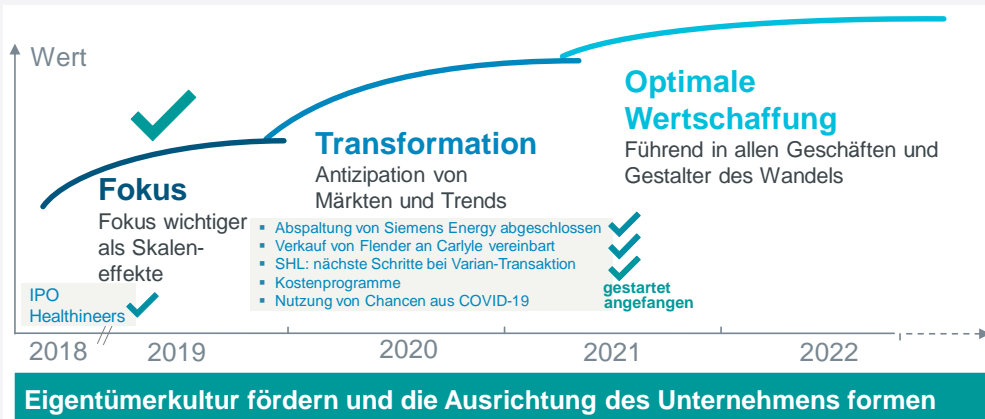 Wert
Optimale
Wertschaffung
Führend in allen Geschäften und
Gestalter des Wandels
Transformation
Antizipation von
Märkten und Trends
Abspaltung von Siemens Energy abgeschlossen
Verkauf von Flender an Carlyle vereinbart
SHL: nächste Schritte bei Varian-Transaktion
Kostenprogramme
Nutzung von Chancen aus COVID-19
gestartet
angefangen
Fokus
Fokus wichtiger
als Skalen-
effekte
IPO
Healthineers
2018 2019 2020 2021 2022
Eigentümerkultur fördern und die Ausrichtung des Unternehmens formen